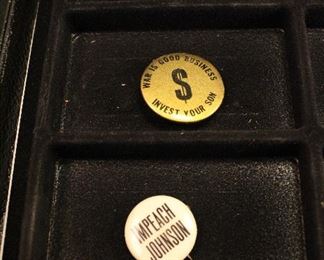 WAR IS GOOD BUSINESS
$
INVEST YOUR SON
IMPEACH
JOHNSON